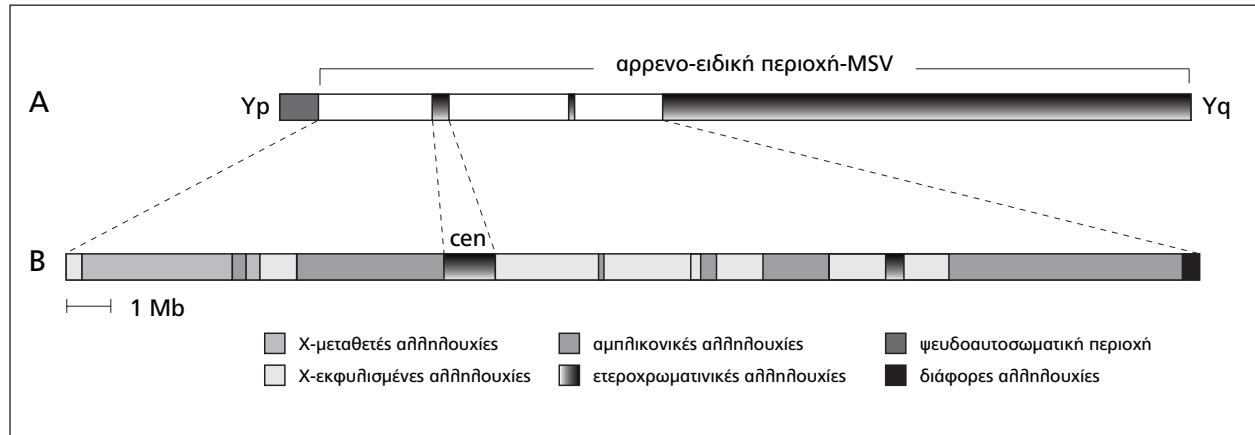 αρρενο-ειδική περιοχή-MSV
A
Yp
Yq
cen
B
1 Mb
Χ-μεταθετές αλληλουχίες
αμπλικονικές αλληλουχίες
ψευδοαυτοσωματική περιοχή
Χ-εκφυλισμένες αλληλουχίες
ετεροχρωματινικές αλληλουχίες
διάφορες αλληλουχίες